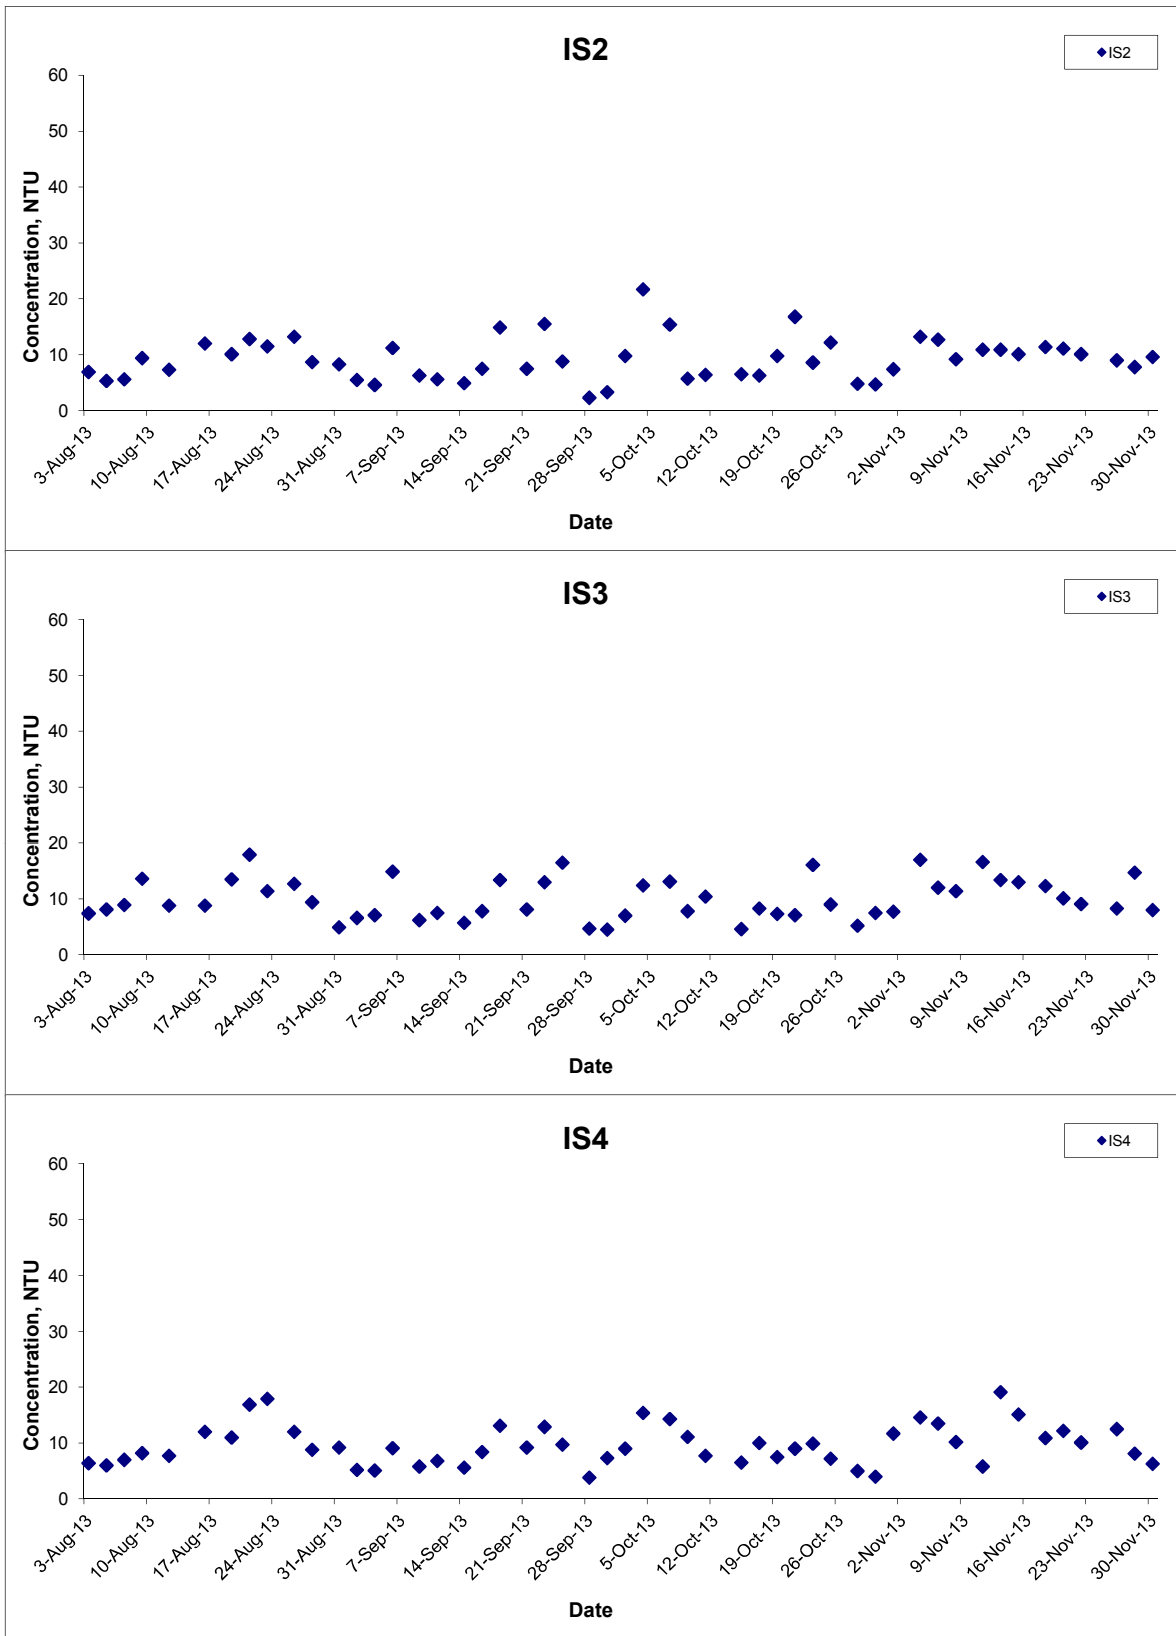 IS2
IS2
60
50
40
30
20
10
0
Concentration, NTU
3-Aug-13
10-Aug-13
17-Aug-13
24-Aug-13
31-Aug-13
7-Sep-13
14-Sep-13
21-Sep-13
28-Sep-13
5-Oct-13
12-Oct-13
19-Oct-13
26-Oct-13
2-Nov-13
9-Nov-13
16-Nov-13
23-Nov-13
30-Nov-13
Date
IS3
IS3
60
50
40
30
20
10
0
Concentration, NTU
3-Aug-13
10-Aug-13
17-Aug-13
24-Aug-13
31-Aug-13
7-Sep-13
14-Sep-13
21-Sep-13
28-Sep-13
5-Oct-13
12-Oct-13
19-Oct-13
26-Oct-13
2-Nov-13
9-Nov-13
16-Nov-13
23-Nov-13
30-Nov-13
Date
IS4
IS4
60
50
40
30
20
10
0
Concentration, NTU
3-Aug-13
10-Aug-13
17-Aug-13
24-Aug-13
31-Aug-13
7-Sep-13
14-Sep-13
21-Sep-13
28-Sep-13
5-Oct-13
12-Oct-13
19-Oct-13
26-Oct-13
2-Nov-13
9-Nov-13
16-Nov-13
23-Nov-13
30-Nov-13
Date